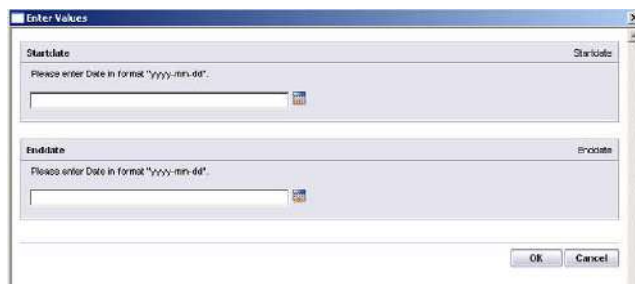 Enter Values
Startdate Startdate
Please enter Date in format "yyyy-mm-dd".
Enddate Enddate
Please enter Date in format "yyyy-mm-dd".
OK Cancel